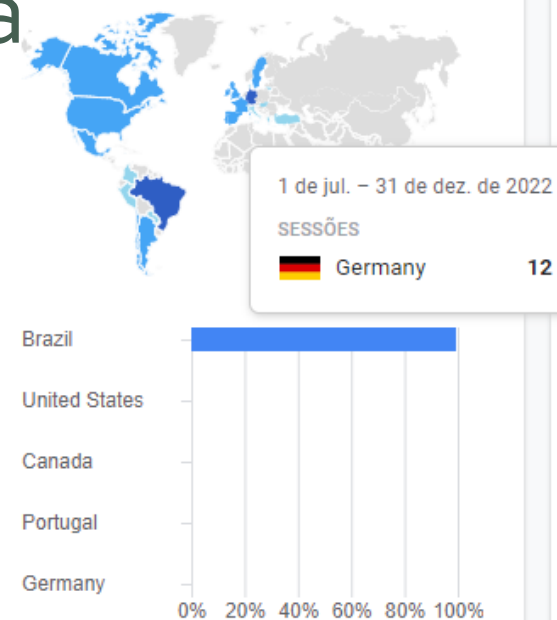 a
1 de jul. – 31 de dez. de 2022
SESSÕES
Germany 12
Brazil
United States
Canada
Portugal
Germany
0% 20% 40% 60% 80% 100%